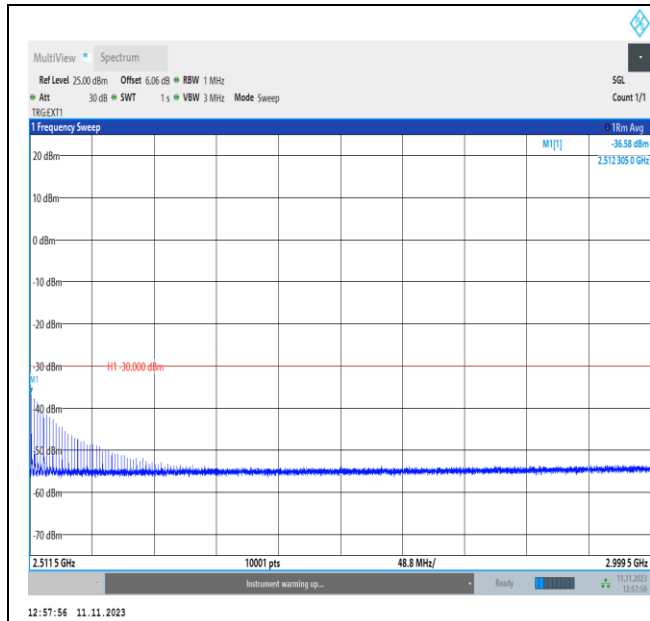 MultiView Spectrum
Ref Level 25.00 dBm Offset 6.06 dB RBW 1 MHz SGL
Att 30 dB SWT 1 s VBW 3 MHz Mode Sweep Count 1/1
TRG:EXT1
1 Frequency Sweep 1Rm Avg
M1[1] -36.58 dBm
2.512 305 0 GHz
20 dBm
10 dBm
0 dBm
-10 dBm
-20 dBm
-30 dBm H1 -30.000 dBm
M1
-40 dBm
-50 dBm
-60 dBm
-70 dBm
2.511 5 GHz 10001 pts 48.8 MHz/ 2.999 5 GHz
Instrument warming up... Ready 11.11.2023
12:57:56
12:57:56 11.11.2023